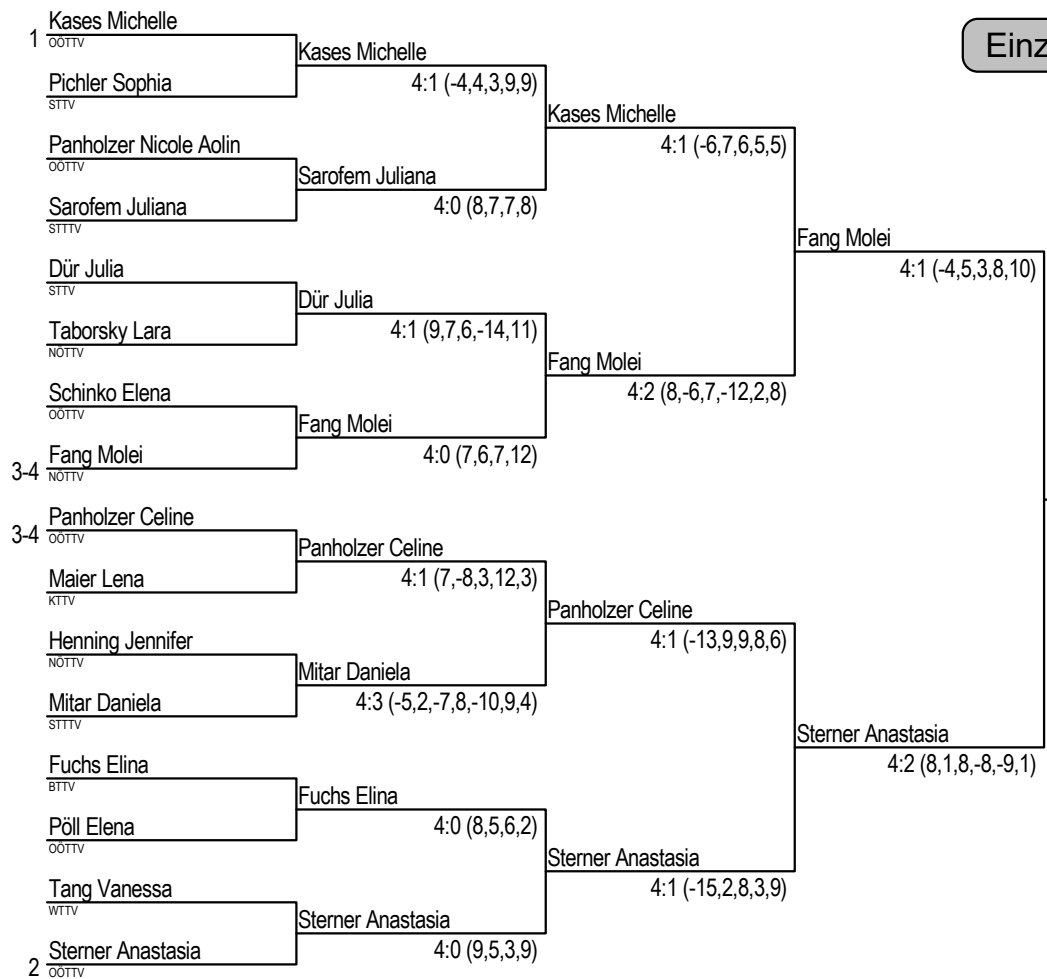 Kases Michelle
1 OÖTTV
Kases Michelle
Pichler Sophia
STTV
4:1 (-4,4,3,9,9)
Kases Michelle
Panholzer Nicole Aolin
OÖTTV
4:1 (-6,7,6,5,5)
Sarofem Juliana
Sarofem Juliana
STTTV
4:0 (8,7,7,8)
Fang Molei
Dür Julia
STTV
4:1 (-4,5,3,8,10)
Dür Julia
Taborsky Lara
NÖTTV
4:1 (9,7,6,-14,11)
Fang Molei
Schinko Elena
OÖTTV
4:2 (8,-6,7,-12,2,8)
Fang Molei
Fang Molei
3-4 NÖTTV
4:0 (7,6,7,12)
Panholzer Celine
3-4 OÖTTV
Panholzer Celine
Maier Lena
KTTV
4:1 (7,-8,3,12,3)
Panholzer Celine
Henning Jennifer
NÖTTV
4:1 (-13,9,9,8,6)
Mitar Daniela
Mitar Daniela
STTTV
4:3 (-5,2,-7,8,-10,9,4)
Sterner Anastasia
Fuchs Elina
BTTV
4:2 (8,1,8,-8,-9,1)
Fuchs Elina
Pöll Elena
OÖTTV
4:0 (8,5,6,2)
Sterner Anastasia
Tang Vanessa
WTTV
4:1 (-15,2,8,3,9)
Sterner Anastasia
Sterner Anastasia
2 OÖTTV
4:0 (9,5,3,9)
Einz